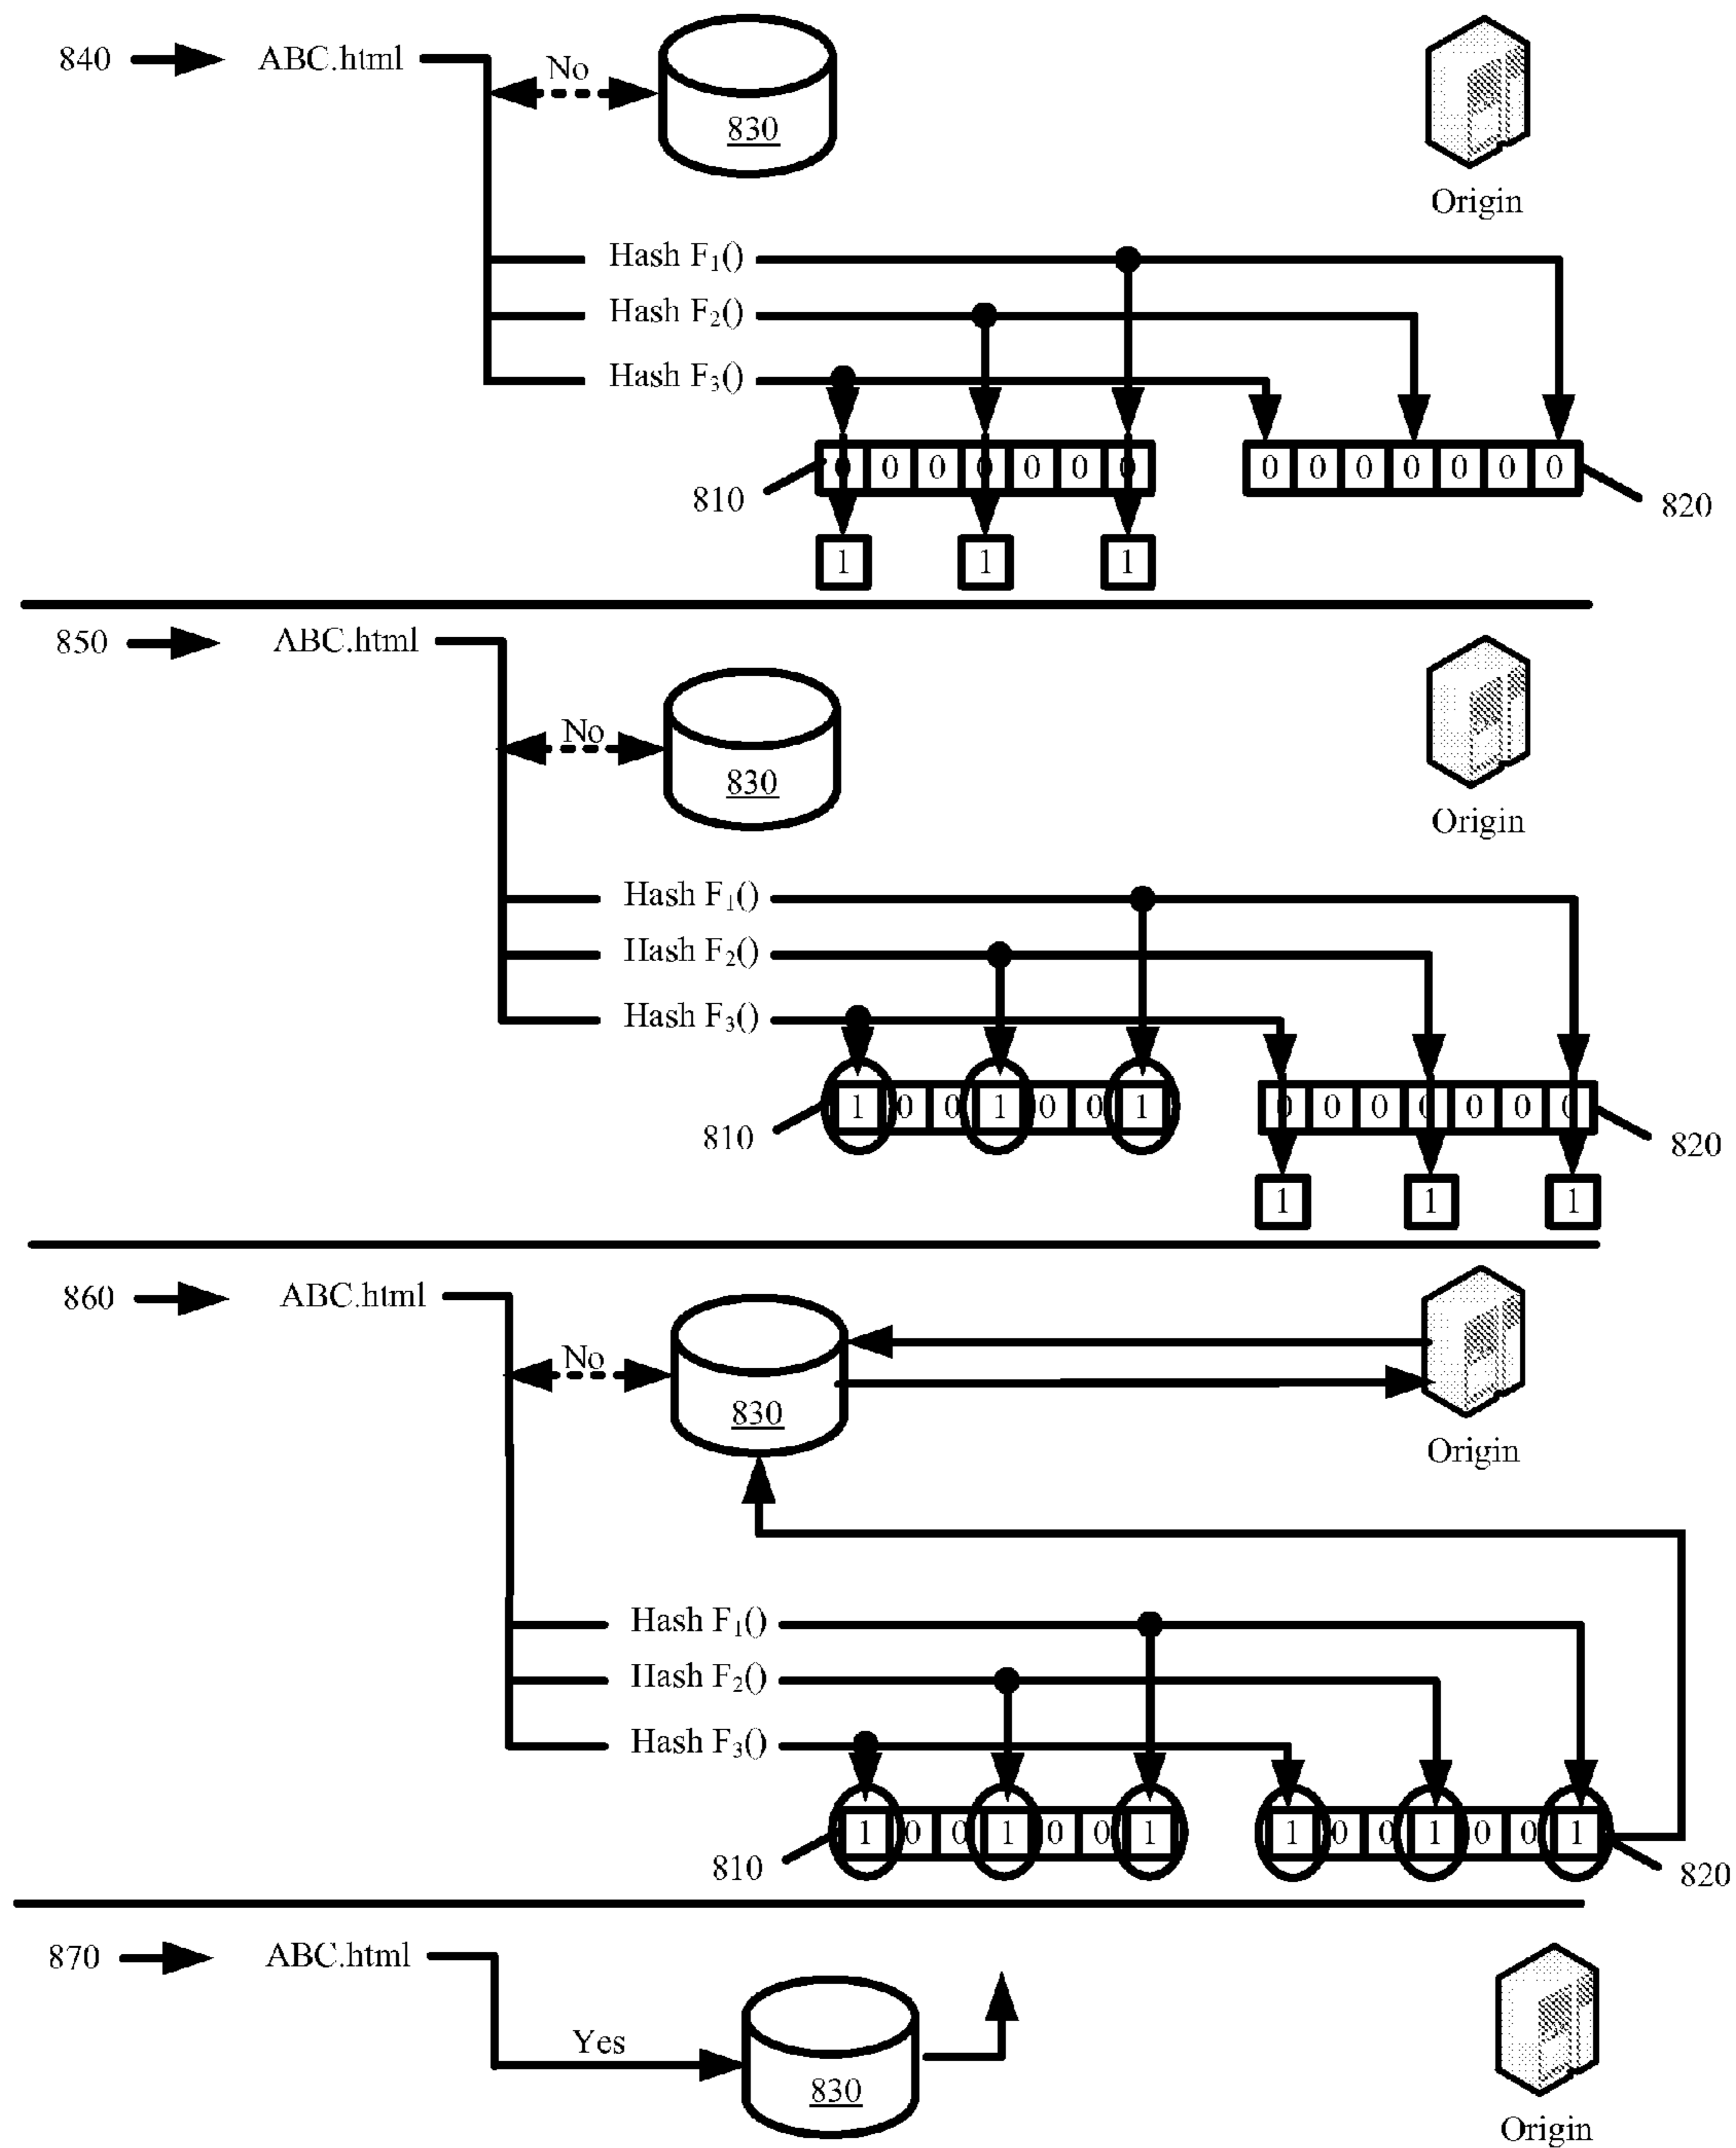 840 ABC.html No
830
Origin
Hash F₁()
Hash F₂()
Hash F₃()
0 0 0 0 0 0 0 0 0 0 0 0 0 0
810 820
1 1 1
850 ABC.html
No
830
Origin
Hash F₁()
Hash F₂()
Hash F₃()
1 0 0 1 0 0 1 0 0 0 0 0 0 0
810 820
1 1 1
860 ABC.html
No
830
Origin
Hash F₁()
Hash F₂()
Hash F₃()
1 0 0 1 0 0 1 1 0 0 1 0 0 1
810 820
870 ABC.html
Yes
830
Origin